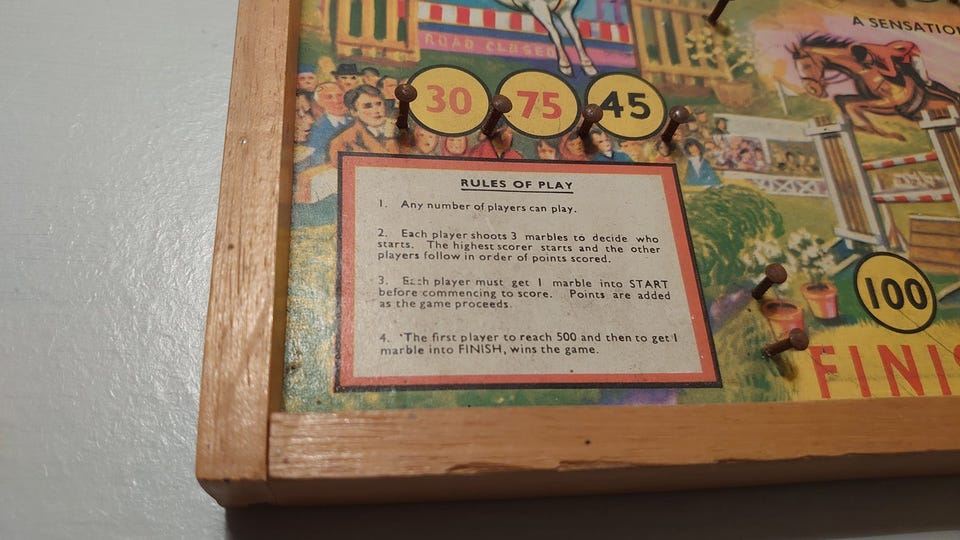 ROAD CLOSED
A SENSATIO
30 75 45
RULES OF PLAY
1. Any number of players can play.
2. Each player shoots 3 marbles to decide who
starts. The highest scorer starts and the other
players follow in order of points scored.
3. Each player must get 1 marble into START
before commencing to score. Points are added
as the game proceeds.
4. The first player to reach 500 and then to get 1
marble into FINISH, wins the game.
100
FINIS